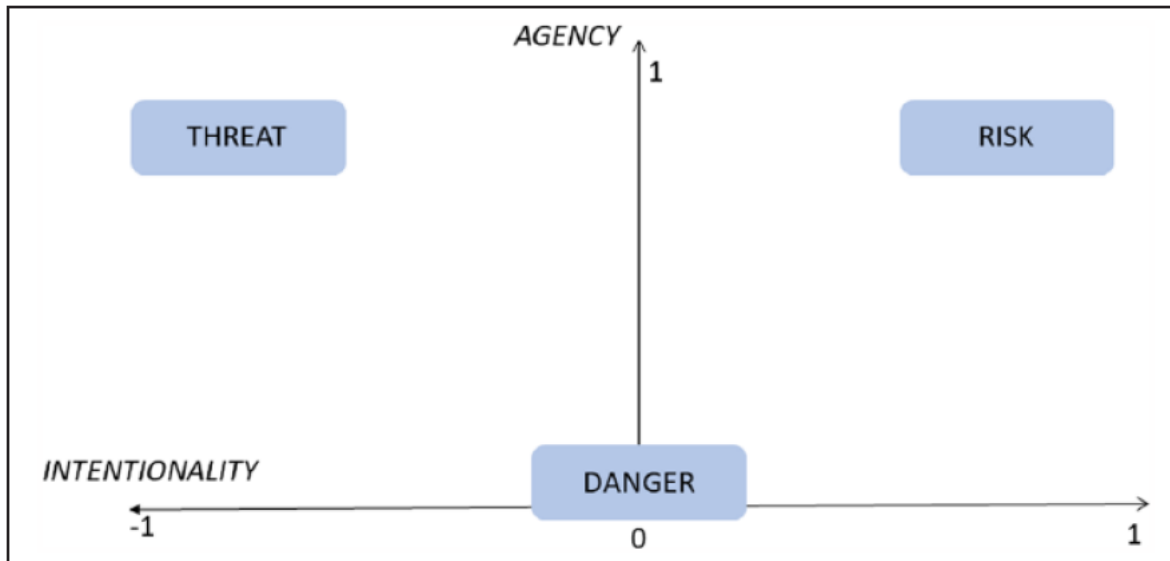 AGENCY
1
THREAT
RISK
INTENTIONALITY
DANGER
-1
0
1